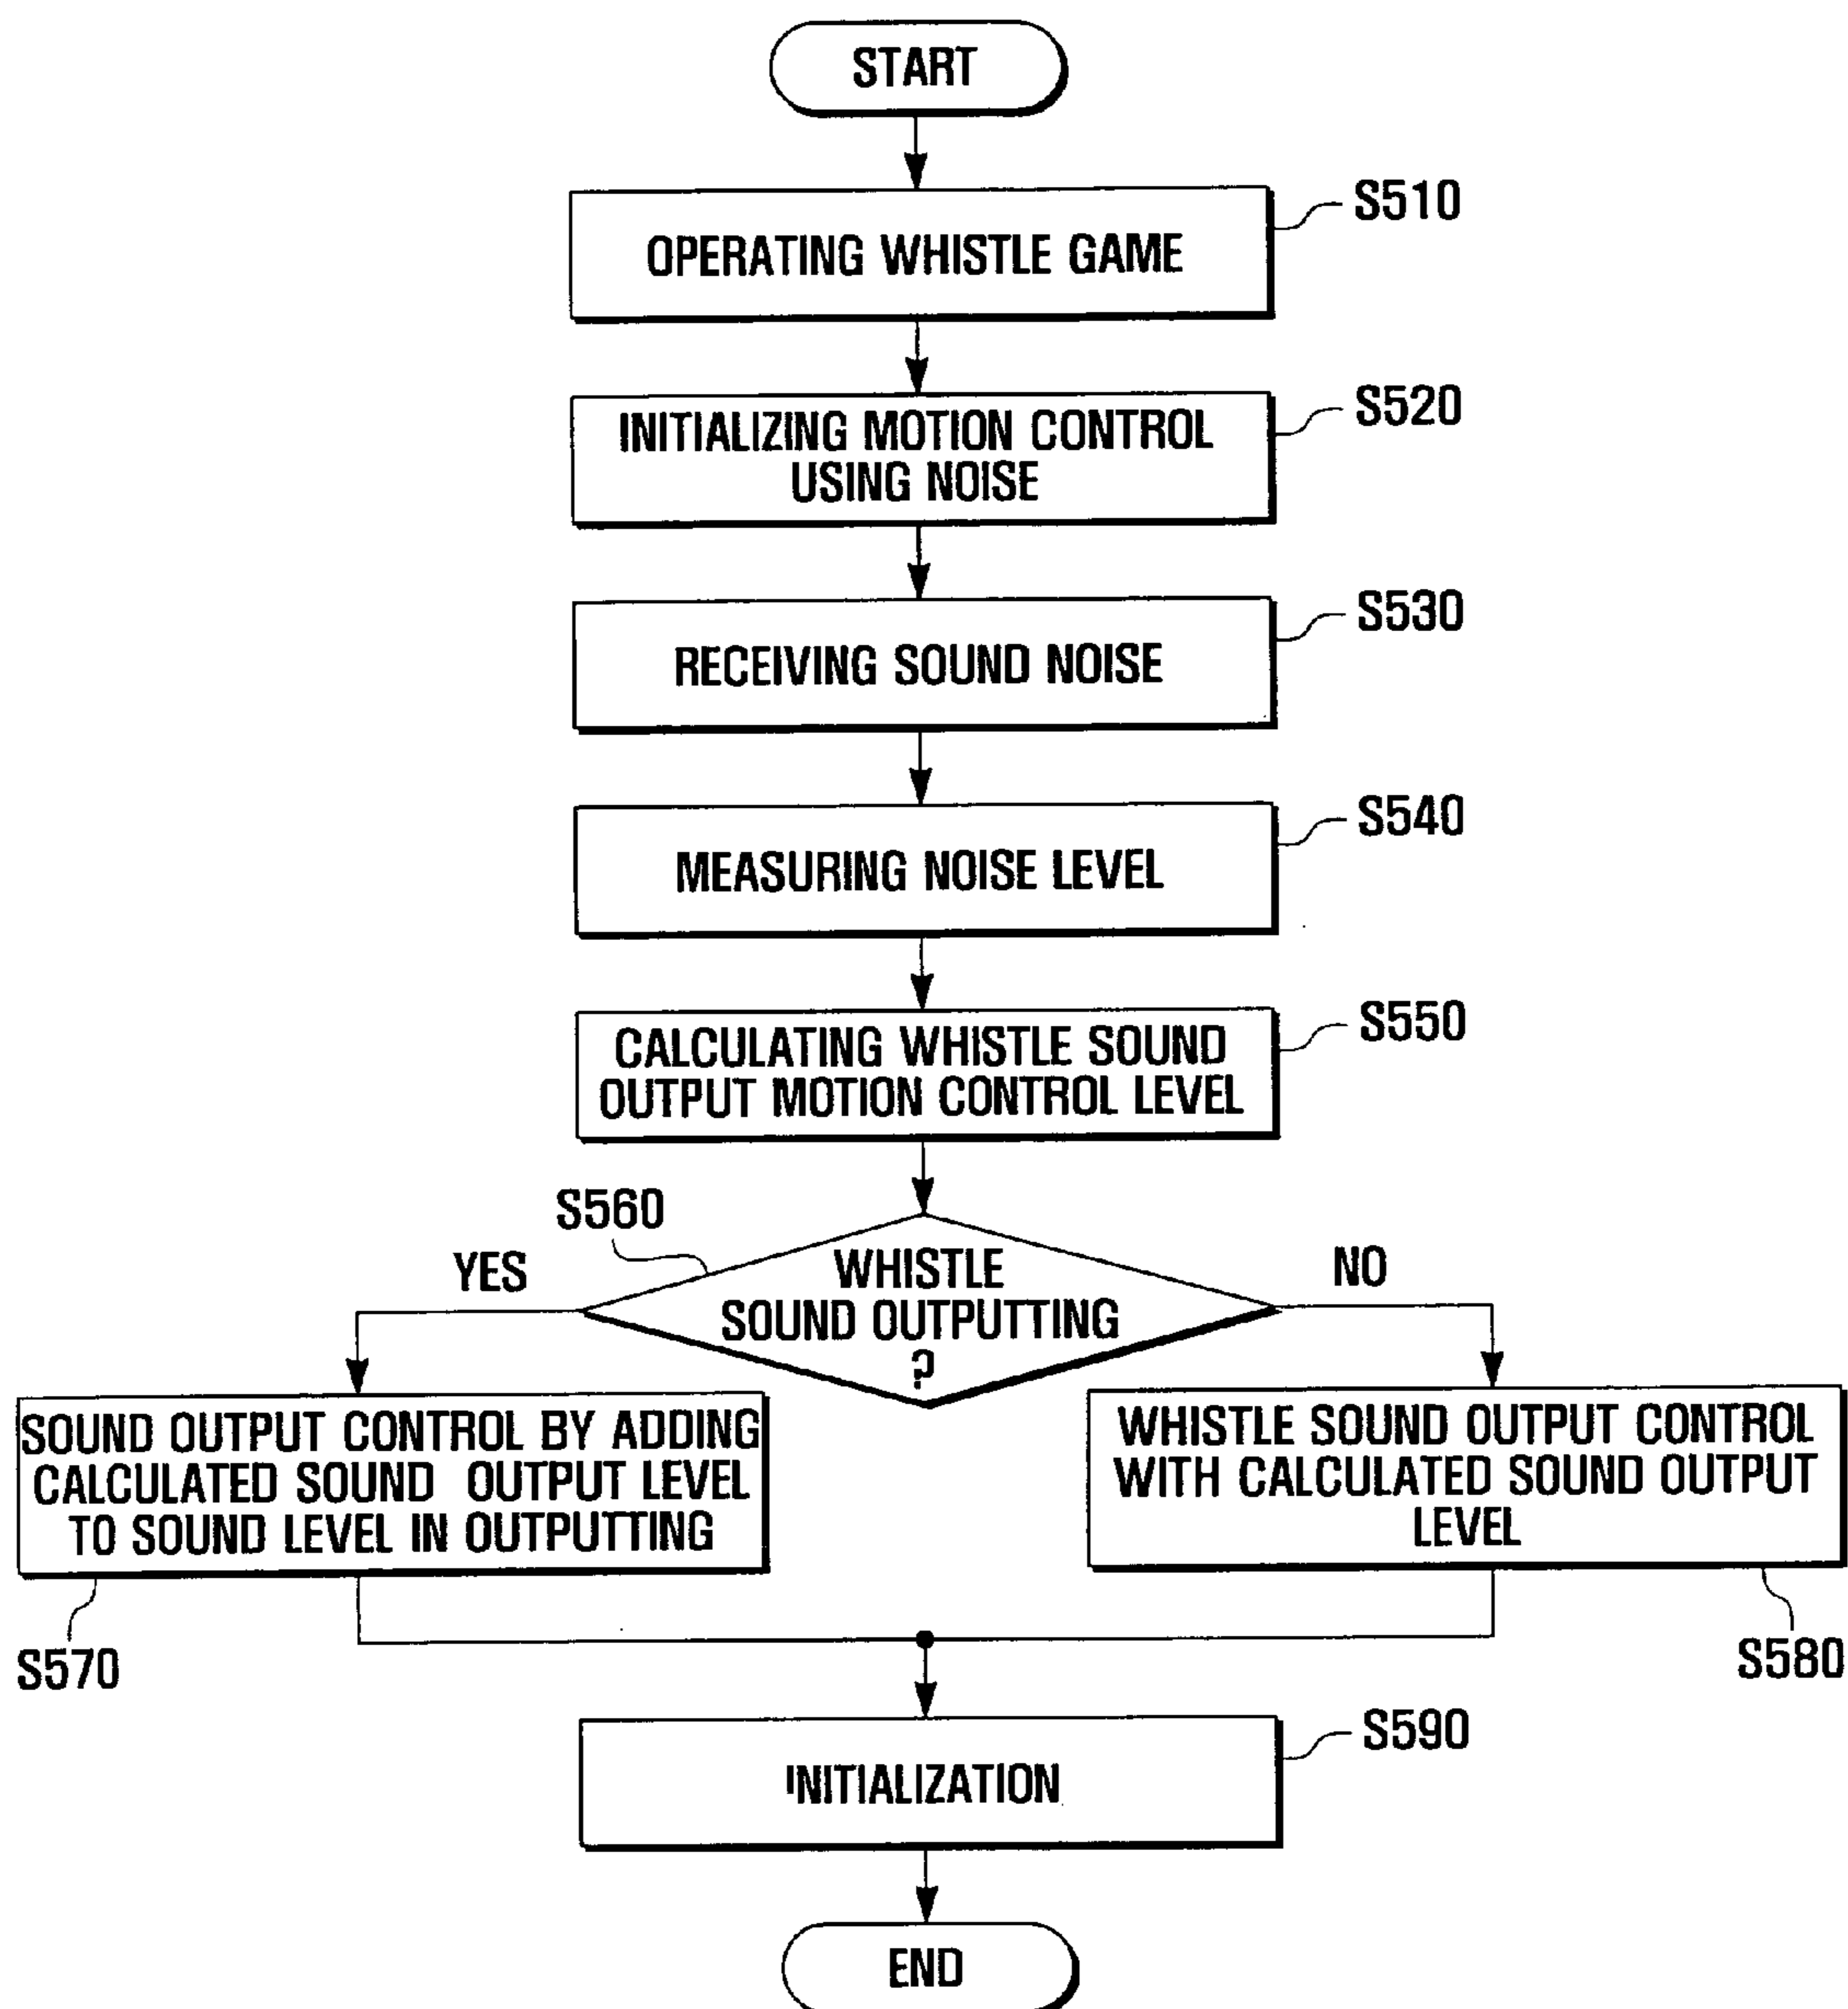 START
S510
OPERATING WHISTLE GAME
S520
INITIALIZING MOTION CONTROL
USING NOISE
S530
RECEIVING SOUND NOISE
S540
MEASURING NOISE LEVEL
S550
CALCULATING WHISTLE SOUND
OUTPUT MOTION CONTROL LEVEL
S560
YES
NO
WHISTLE
SOUND OUTPUTTING
?
SOUND OUTPUT CONTROL BY ADDING
CALCULATED SOUND OUTPUT LEVEL
TO SOUND LEVEL IN OUTPUTTING
WHISTLE SOUND OUTPUT CONTROL
WITH CALCULATED SOUND OUTPUT
LEVEL
S570
S580
S590
INITIALIZATION
END